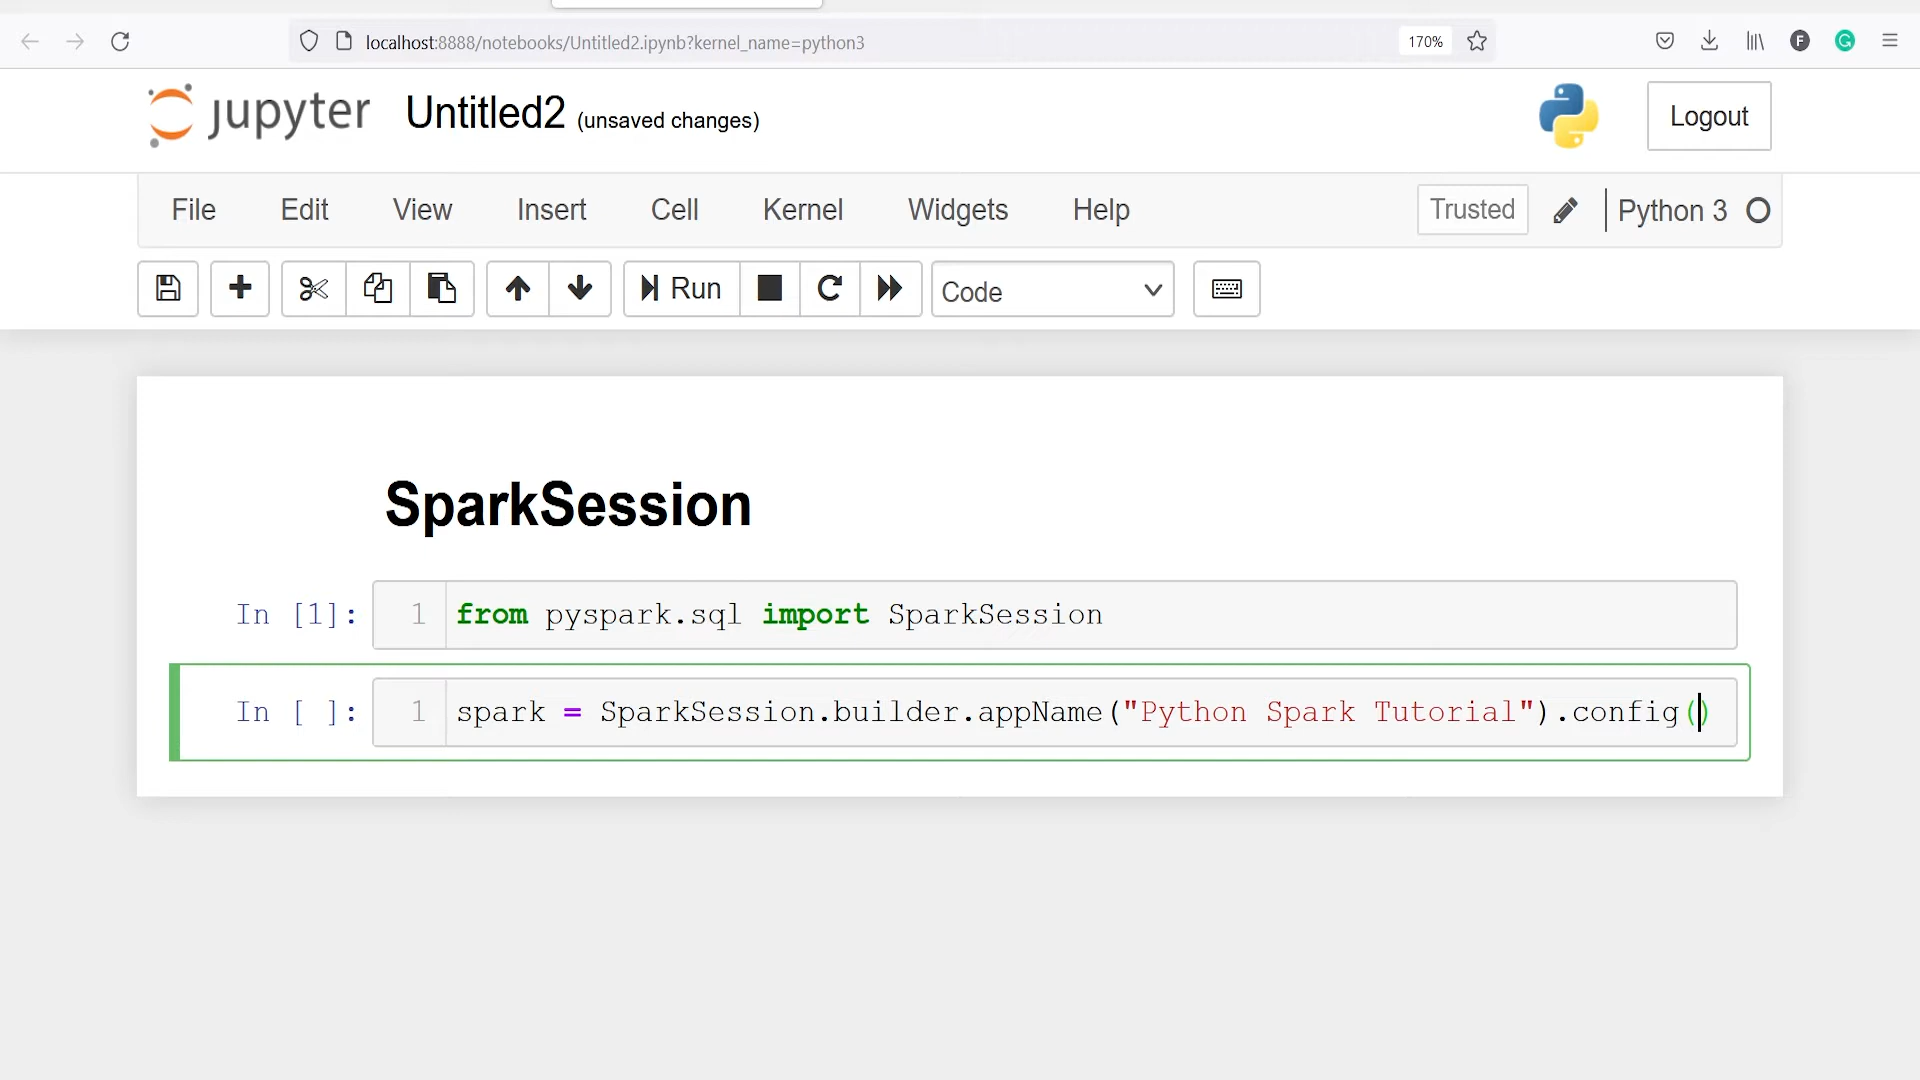 localhost:8888/notebooks/Untitled2.ipynb?kernel_name=python3 170% F G
jupyter Untitled2 (unsaved changes) Logout
File Edit View Insert Cell Kernel Widgets Help Trusted Python 3
Run Code
SparkSession
In [1]: 1 from pyspark.sql import SparkSession
In [ ]: 1 spark = SparkSession.builder.appName("Python Spark Tutorial").config()